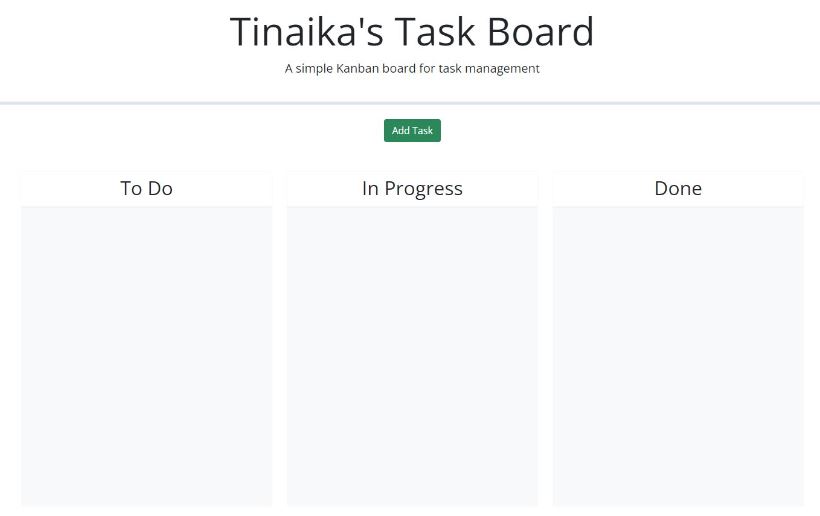 Tinaika's Task Board
A simple Kanban board for task management
Add Task
To Do
In Progress
Done